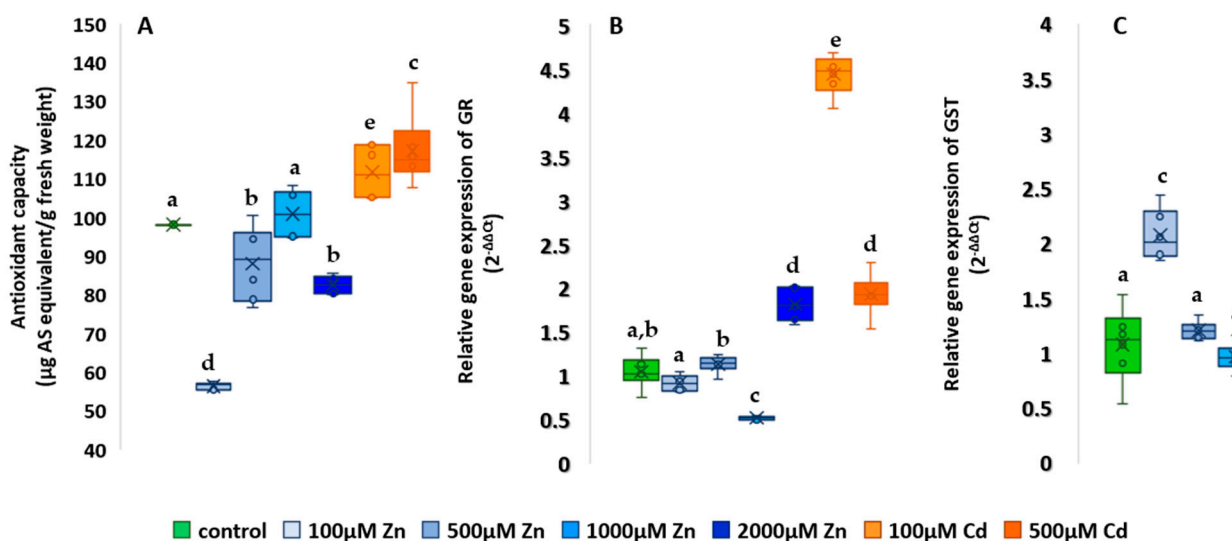 A
Antioxidant capacity
(µg AS equivalent/g fresh weight)
150
140
130
120
110
100
90
80
70
60
50
40
a
d
b
a
b
e
c
B
Relative gene expression of GR
(2^-ΔΔCt)
5
4.5
4
3.5
3
2.5
2
1.5
1
0.5
0
a,b
a
b
c
d
e
d
C
Relative gene expression of GST
(2^-ΔΔCt)
4
3.5
3
2.5
2
1.5
1
0.5
0
a
c
a
control 100µM Zn 500µM Zn 1000µM Zn 2000µM Zn 100µM Cd 500µM Cd